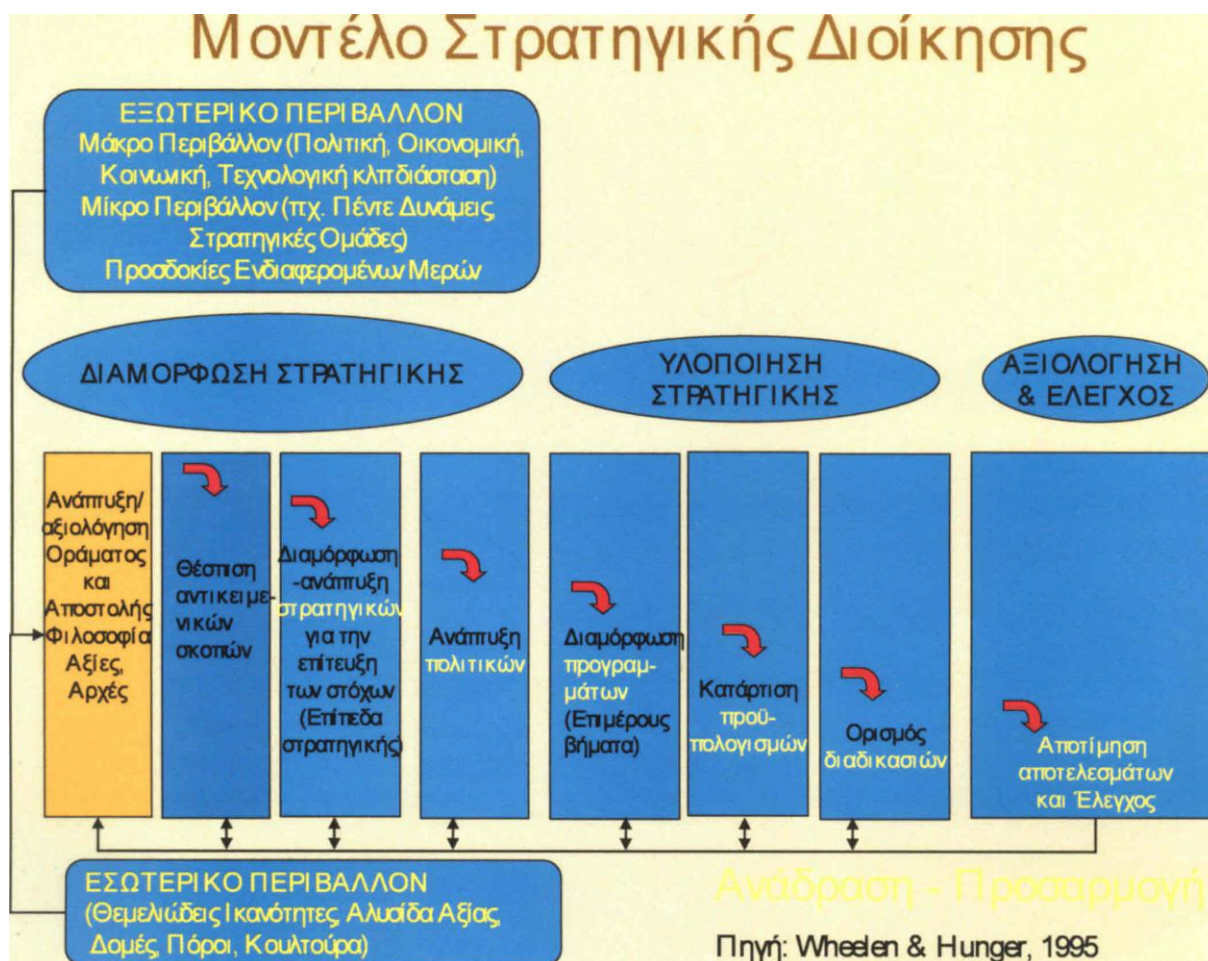 Μοντέλο Στρατηγικής Διοίκησης
ΕΞΩΤΕΡΙΚΟ ΠΕΡΙΒΑΛΛΟΝ
Μάκρο Περιβάλλον (Πολιτική, Οικονομική,
Κοινωνική, Τεχνολογική κλπ διάσταση)
Μίκρο Περιβάλλον (πχ. Πέντε Δυνάμεις,
Στρατηγικές Ομάδες)
Προσδοκίες Ενδιαφερομένων Μερών
ΔΙΑΜΟΡΦΩΣΗ ΣΤΡΑΤΗΓΙΚΗΣ
ΥΛΟΠΟΙΗΣΗ
ΣΤΡΑΤΗΓΙΚΗΣ
ΑΞΙΟΛΟΓΗΣΗ
& ΕΛΕΓΧΟΣ
Ανάπτυξη/
αξιολόγηση
Οράματος
και
Αποστολής
Φιλοσοφία
Αξίες,
Αρχές
Θέσπιση
αντικειμε-
νικών
σκοπών
Διαμόρφωση
-ανάπτυξη
στρατηγικών
για την
επίτευξη
των στόχων
(Επίπεδα
στρατηγικής)
Ανάπτυξη
πολιτικών
Διαμόρφωση
προγραμ-
μάτων
(Επιμέρους
βήματα)
Κατάρτιση
προϋ-
πολογισμών
Ορισμός
διαδικασιών
Αποτίμηση
αποτελεσμάτων
και Έλεγχος
ΕΣΩΤΕΡΙΚΟ ΠΕΡΙΒΑΛΛΟΝ
(Θεμελιώδεις Ικανότητες, Αλυσίδα Αξίας,
Δομές, Πόροι, Κουλτούρα)
Ανάδραση - Προσαρμογή
Πηγή: Wheelen & Hunger, 1995